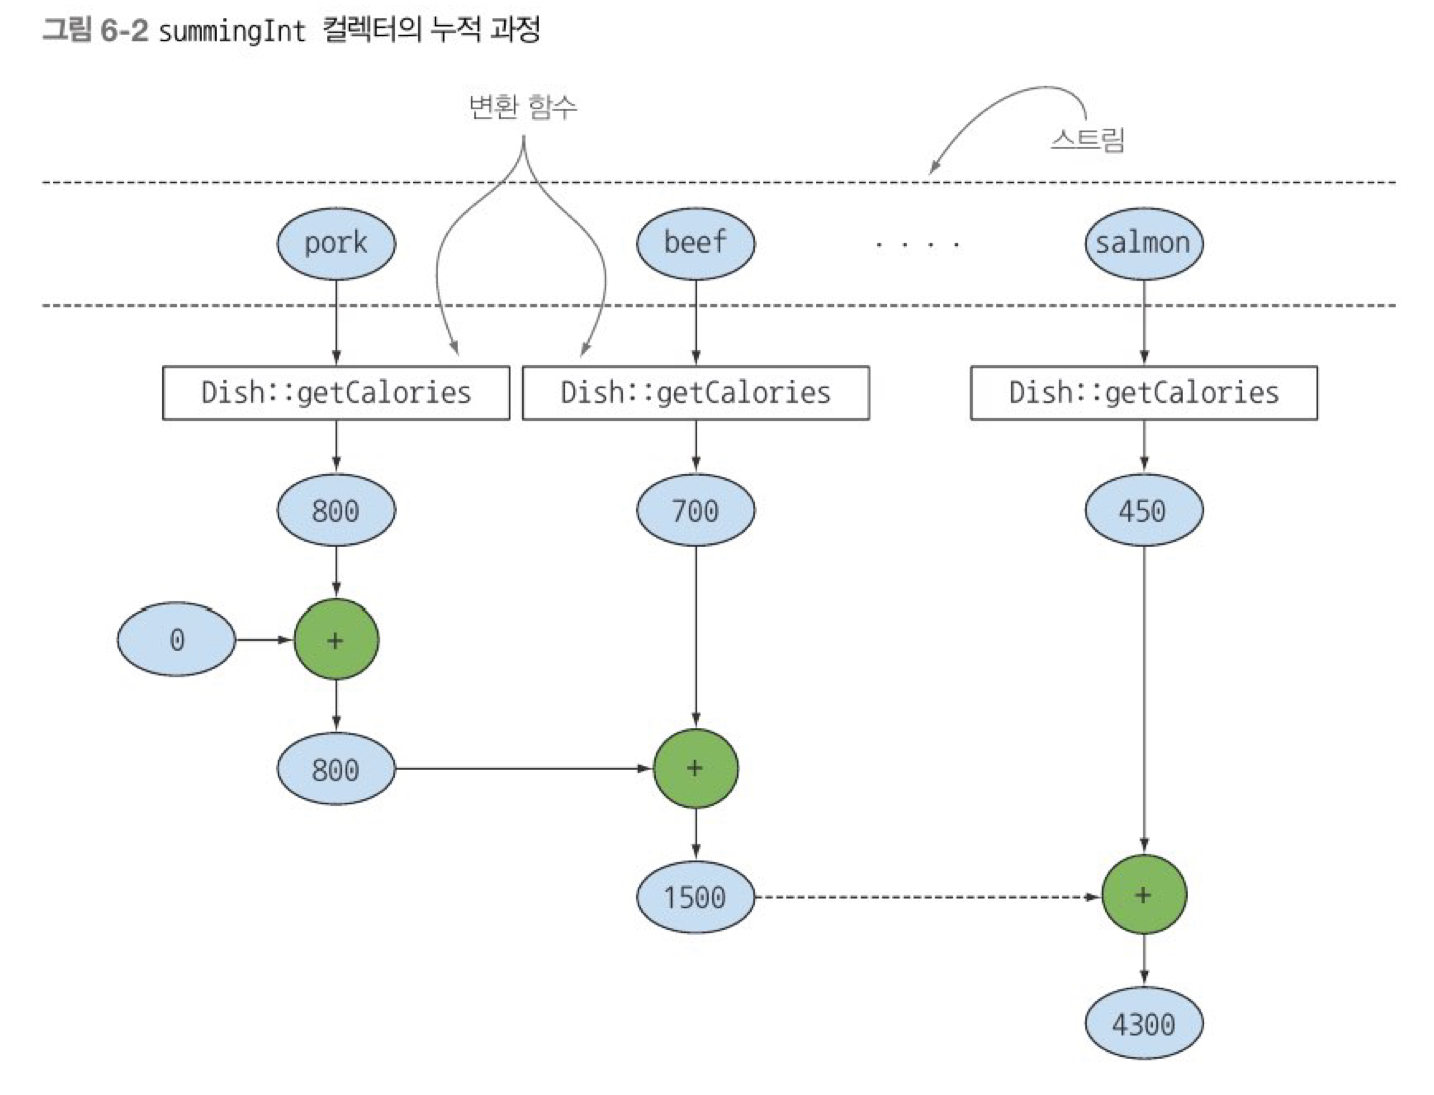 그림 6-2 summingInt 컬렉터의 누적 과정
변환 함수
스트림
pork
beef
. . . .
salmon
Dish::getCalories
Dish::getCalories
Dish::getCalories
800
700
450
0
+
800
+
1500
+
4300